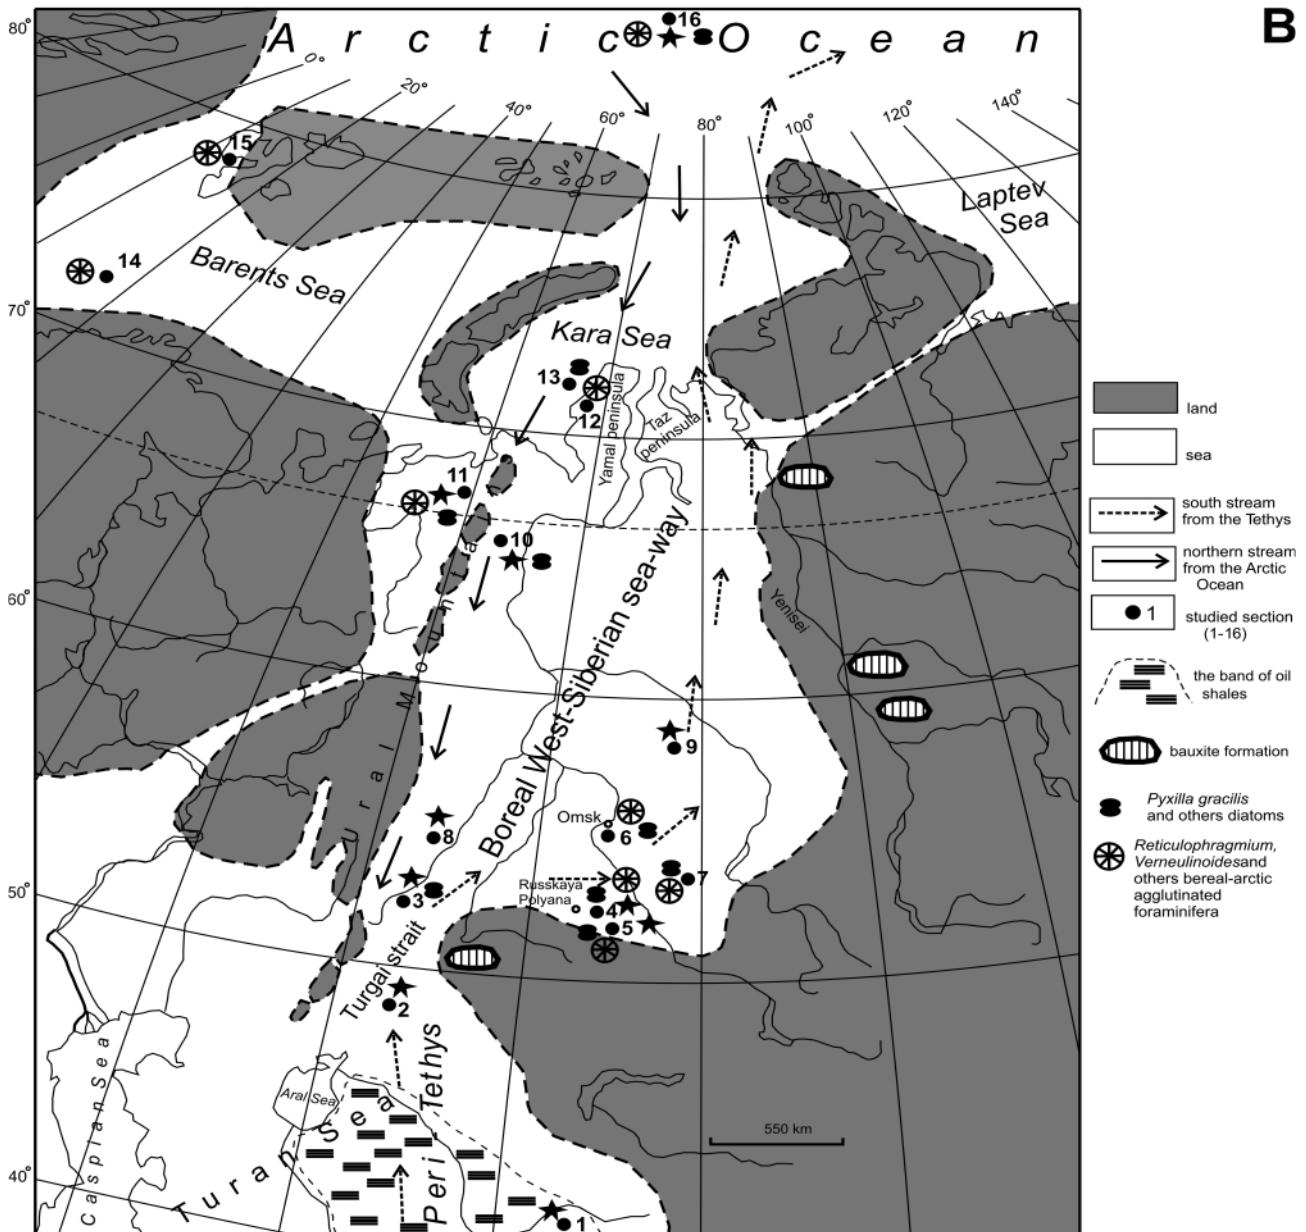 B
80°
Arctic Ocean
16
0°
20°
40°
60°
80°
100°
120°
140°
15
Laptev
Sea
14
Barents Sea
70°
Kara Sea
13
12
Yamal peninsula
Taz
peninsula
11
10
60°
Yenisei
Ural Mounta
Boreal West-Siberian sea-way
9
Omsk
6
8
7
Russkaya
Polyana
3
4
5
50°
Turgai strait
2
Peri-Tethys
Aral Sea
Caspian Sea
Turan Sea
550 km
40°
1
land
sea
south stream
from the Tethys
northern stream
from the Arctic
Ocean
1
studied section
(1-16)
the band of oil
shales
bauxite formation
Pyxilla gracilis
and others diatoms
Reticulophragmium,
Verneulinoidesand
others bereal-arctic
agglutinated
foraminifera